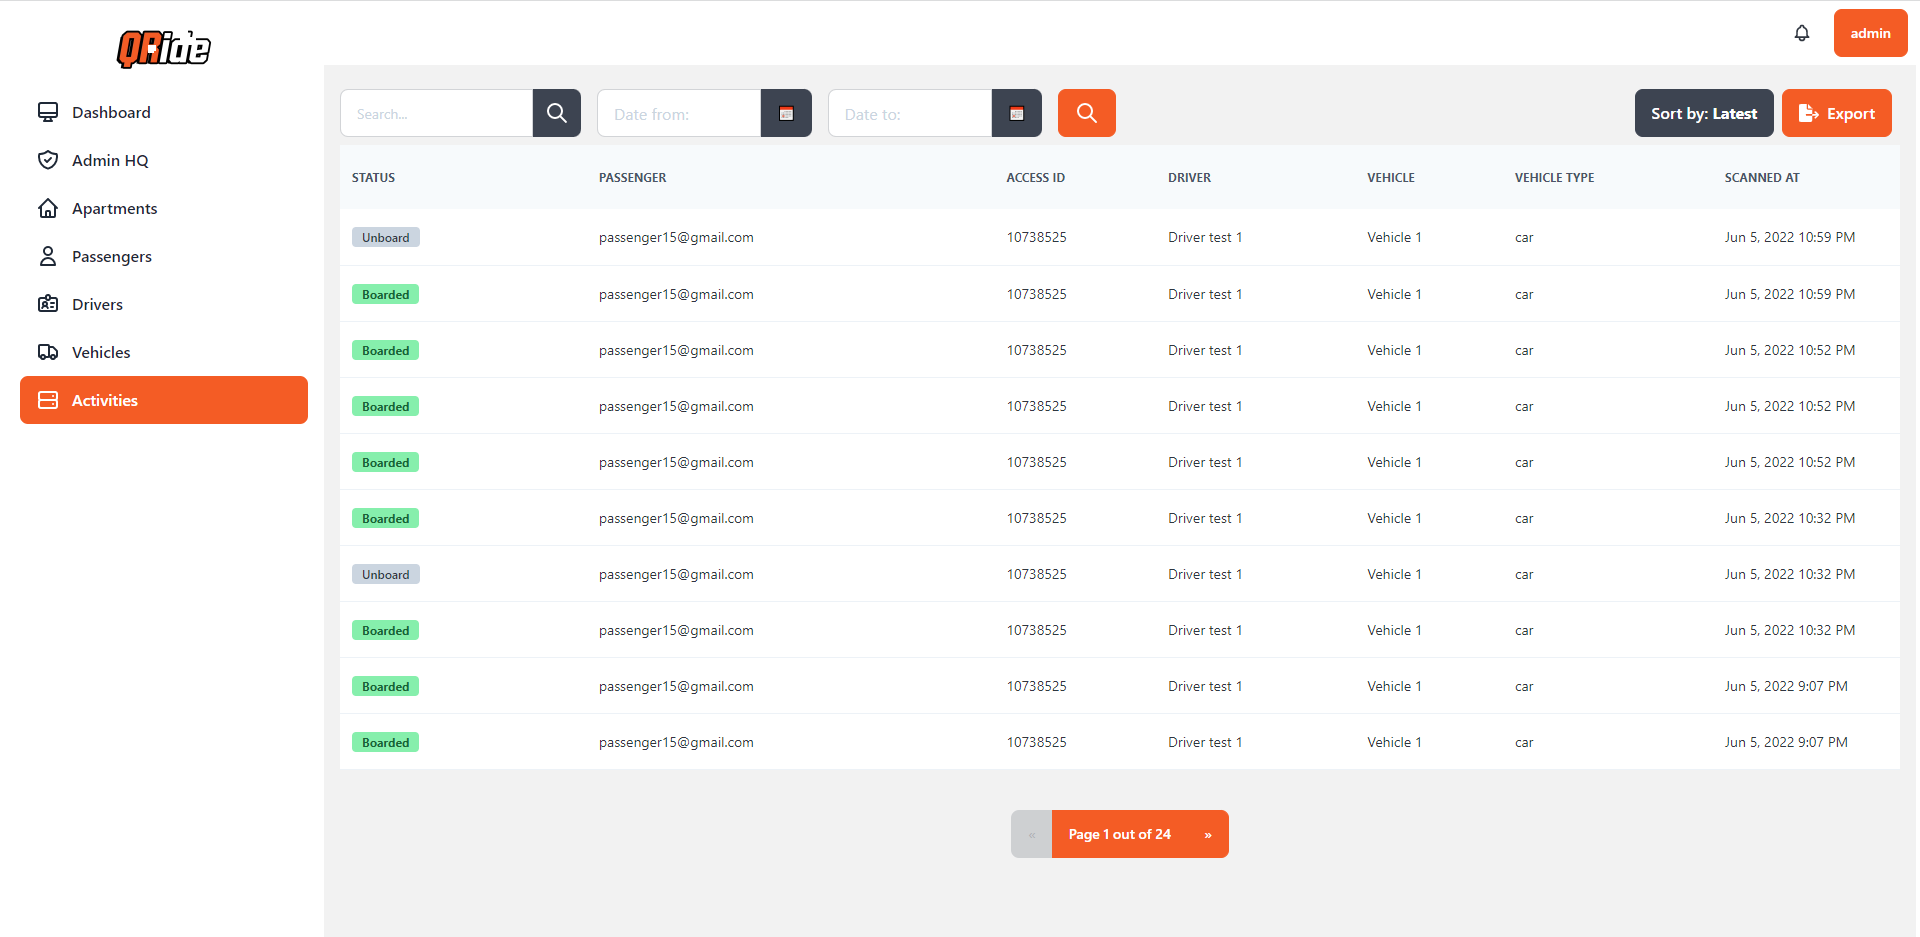 QRide
admin
Dashboard
Admin HQ
Apartments
Passengers
Drivers
Vehicles
Activities
Search... Date from: Date to: Sort by: Latest Export
STATUS PASSENGER ACCESS ID DRIVER VEHICLE VEHICLE TYPE SCANNED AT
Unboard passenger15@gmail.com 10738525 Driver test 1 Vehicle 1 car Jun 5, 2022 10:59 PM
Boarded passenger15@gmail.com 10738525 Driver test 1 Vehicle 1 car Jun 5, 2022 10:59 PM
Boarded passenger15@gmail.com 10738525 Driver test 1 Vehicle 1 car Jun 5, 2022 10:52 PM
Boarded passenger15@gmail.com 10738525 Driver test 1 Vehicle 1 car Jun 5, 2022 10:52 PM
Boarded passenger15@gmail.com 10738525 Driver test 1 Vehicle 1 car Jun 5, 2022 10:52 PM
Boarded passenger15@gmail.com 10738525 Driver test 1 Vehicle 1 car Jun 5, 2022 10:32 PM
Unboard passenger15@gmail.com 10738525 Driver test 1 Vehicle 1 car Jun 5, 2022 10:32 PM
Boarded passenger15@gmail.com 10738525 Driver test 1 Vehicle 1 car Jun 5, 2022 10:32 PM
Boarded passenger15@gmail.com 10738525 Driver test 1 Vehicle 1 car Jun 5, 2022 9:07 PM
Boarded passenger15@gmail.com 10738525 Driver test 1 Vehicle 1 car Jun 5, 2022 9:07 PM
« Page 1 out of 24 »